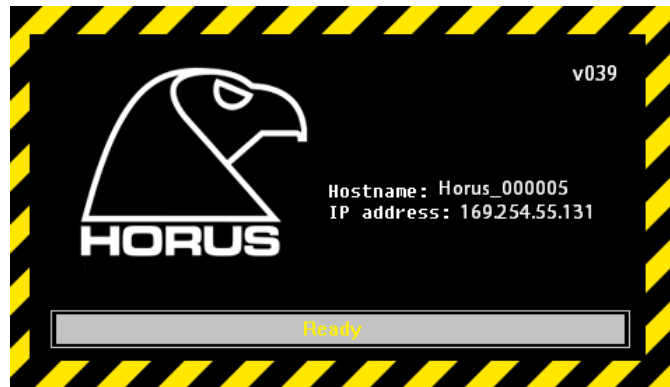 v039
Hostname: Horus_000005
IP address: 169.254.55.131
HORUS
Ready